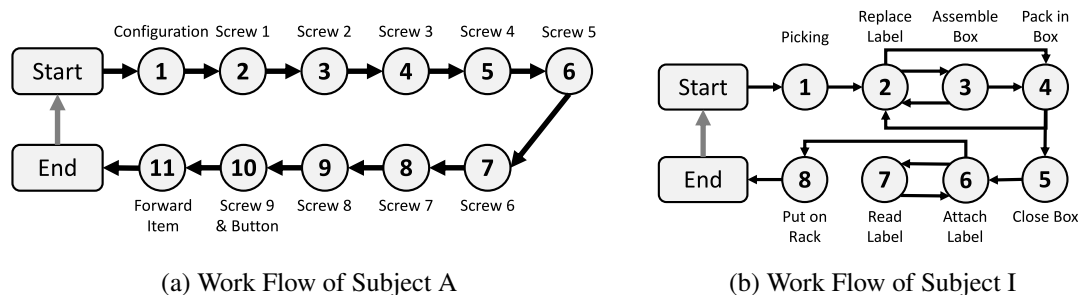 Configuration Screw 1 Screw 2 Screw 3 Screw 4 Screw 5
Start 1 2 3 4 5 6
End 11 10 9 8 7
Forward Item Screw 9 & Button Screw 8 Screw 7 Screw 6
(a) Work Flow of Subject A
Picking Replace Label Assemble Box Pack in Box
Start 1 2 3 4
End 8 7 6 5
Put on Rack Read Label Attach Label Close Box
(b) Work Flow of Subject I